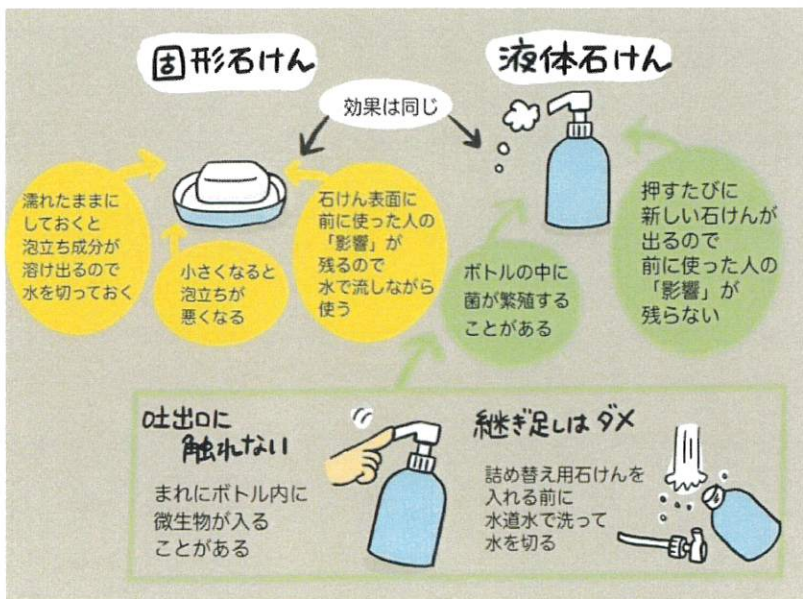 固形石けん
液体石けん
効果は同じ
濡れたままに
しておくと
泡立ち成分が
溶け出るので
水を切っておく
小さくなると
泡立ちが
悪くなる
石けん表面に
前に使った人の
「影響」が
残るので
水で流しながら
使う
ボトルの中に
菌が繁殖する
ことがある
押すたびに
新しい石けんが
出るので
前に使った人の
「影響」が
残らない
吐出口に
触れない
まれにボトル内に
微生物が入る
ことがある
継ぎ足しはダメ
詰め替え用石けんを
入れる前に
水道水で洗って
水を切る